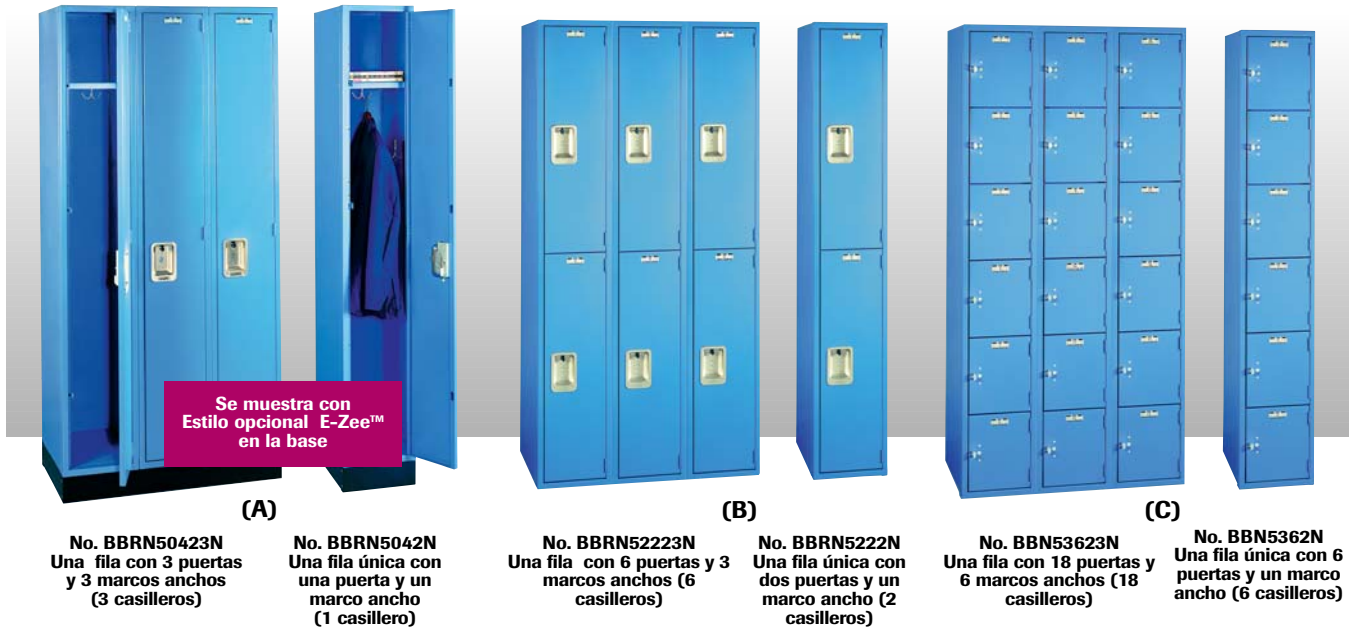 Se muestra con
Estilo opcional E-Zee™
en la base
(A)
No. BBRN50423N
Una fila con 3 puertas
y 3 marcos anchos
(3 casilleros)
No. BBRN5042N
Una fila única con
una puerta y un
marco ancho
(1 casillero)
(B)
No. BBRN52223N
Una fila con 6 puertas y 3
marcos anchos (6
casilleros)
No. BBRN5222N
Una fila única con
dos puertas y un
marco ancho (2
casilleros)
(C)
No. BBN53623N
Una fila con 18 puertas y
6 marcos anchos (18
casilleros)
No. BBN5362N
Una fila única con 6
puertas y un marco
ancho (6 casilleros)